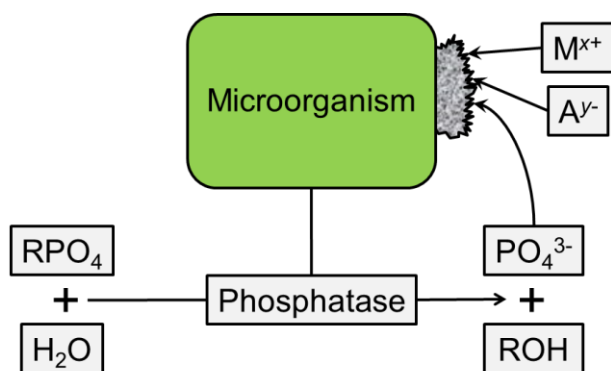 Microorganism
Mˣ⁺
Aʸ⁻
RPO₄
+
H₂O
Phosphatase
PO₄³⁻
+
ROH